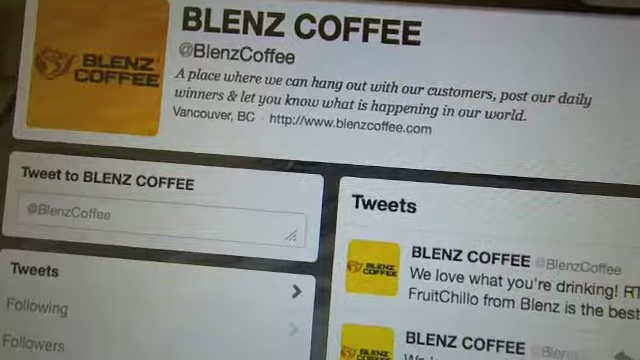 BLENZ COFFEE
@BlenzCoffee
A place where we can hang out with our customers, post our daily
winners & let you know what is happening in our world.
Vancouver, BC · http://www.blenzcoffee.com
BLENZ
COFFEE
Tweet to BLENZ COFFEE
@BlenzCoffee
Tweets
Following
Followers
Tweets
BLENZ COFFEE @BlenzCoffee
We love what you're drinking! RT
FruitChillo from Blenz is the best
BLENZ
COFFEE
BLENZ COFFEE
BLENZ